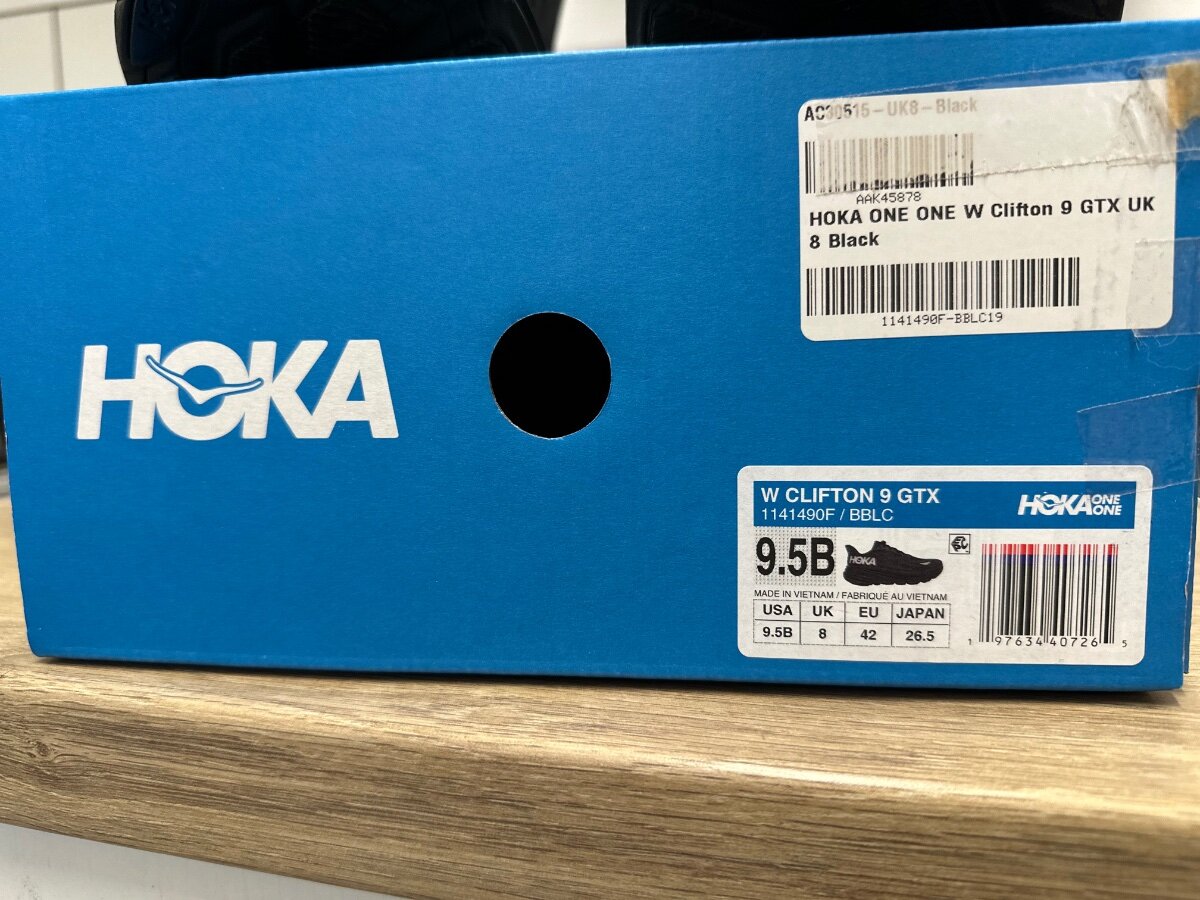 AC30515-UK8-Black
AAK45878
HOKA ONE ONE W Clifton 9 GTX UK
8 Black
1141490F-BBLC19
HOKA
W CLIFTON 9 GTX
1141490F / BBLC
HOKA ONE ONE
9.5B
HOKA
MADE IN VIETNAM / FABRIQUÉ AU VIETNAM
USA UK EU JAPAN
9.5B 8 42 26.5
1 97634 40726 5